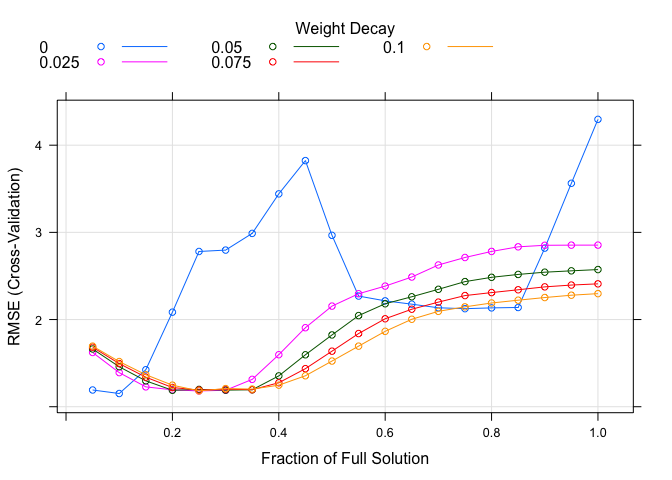 Weight Decay
0 0.05 0.1
0.025 0.075
4
3
2
RMSE (Cross-Validation)
0.2 0.4 0.6 0.8 1.0
Fraction of Full Solution